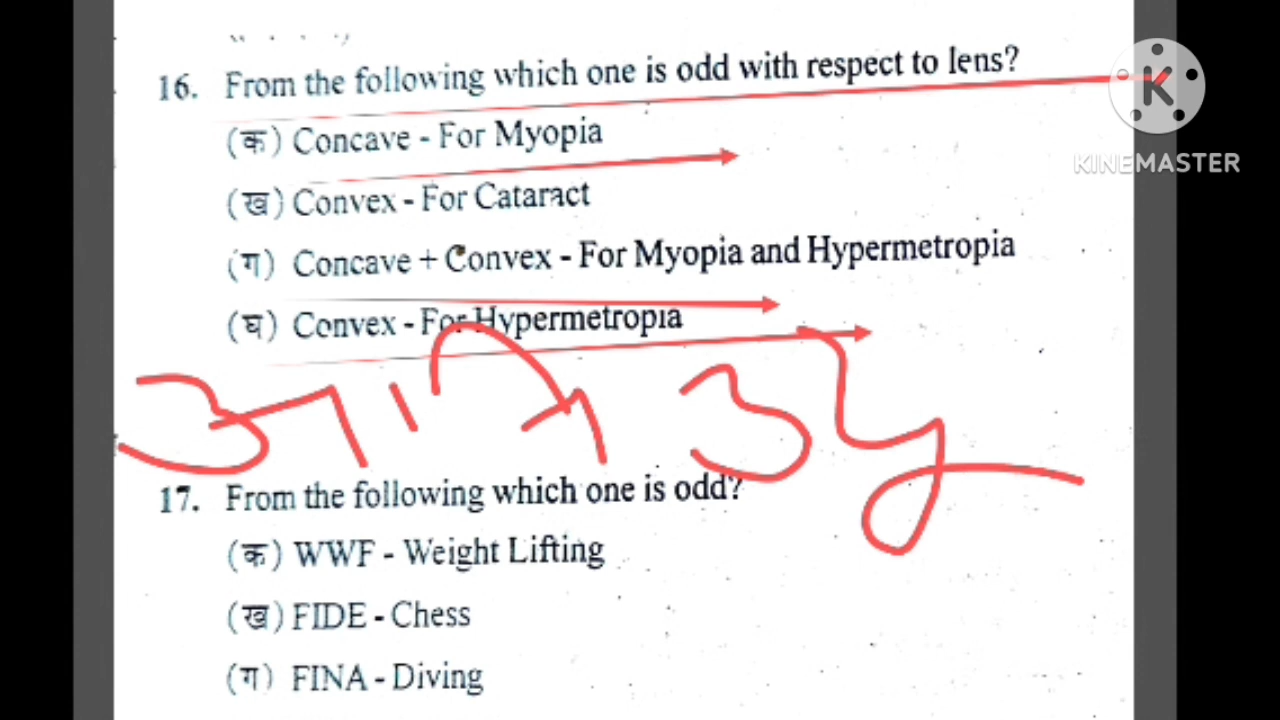 16. From the following which one is odd with respect to lens?
(क) Concave - For Myopia
(ख) Convex - For Cataract
(ग) Concave + Convex - For Myopia and Hypermetropia
(घ) Convex - For Hypermetropia
17. From the following which one is odd?
(क) WWF - Weight Lifting
(ख) FIDE - Chess
(ग) FINA - Diving
KINEMASTER